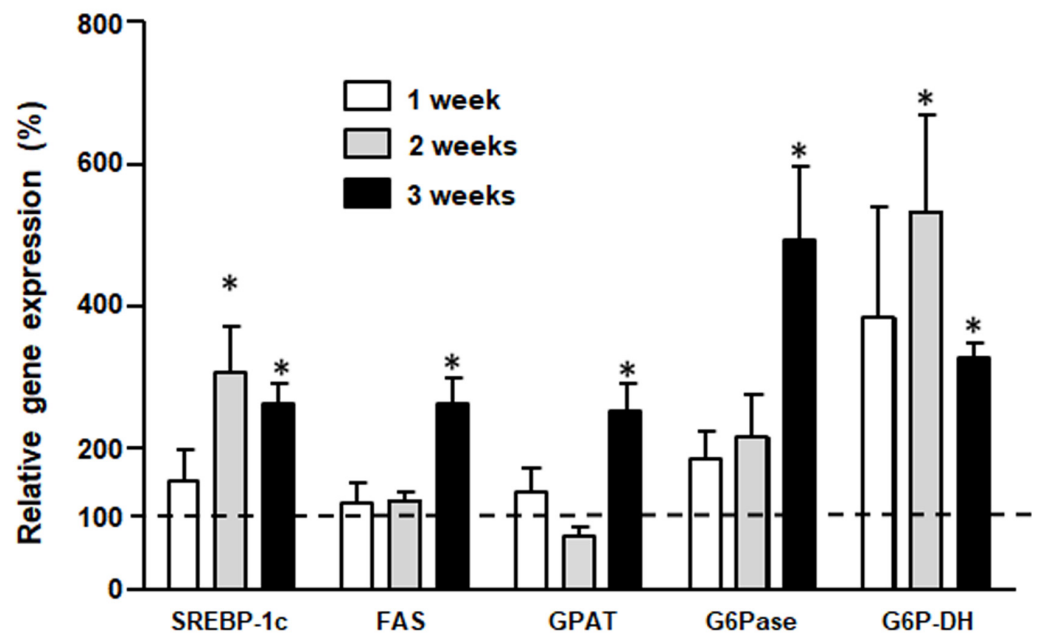 Relative gene expression (%)
800
600
400
200
100
0
1 week
2 weeks
3 weeks
*
*
*
*
*
*
*
SREBP-1c FAS GPAT G6Pase G6P-DH